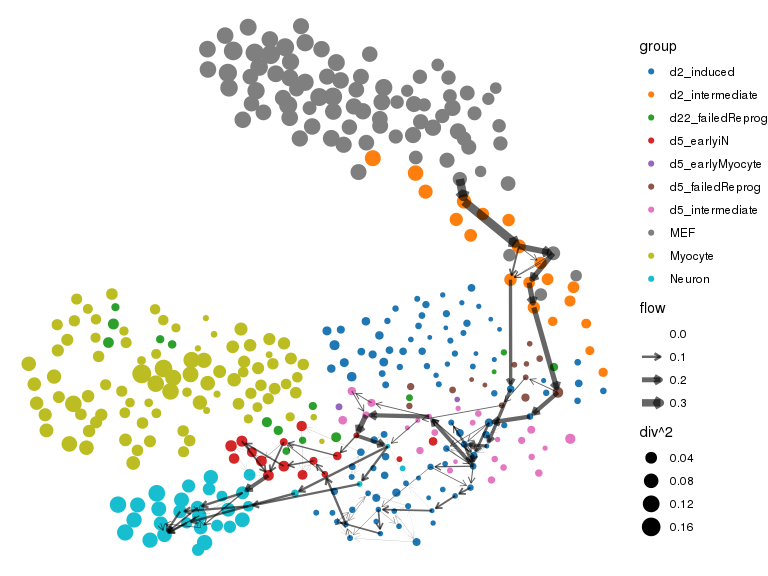 group
d2_induced
d2_intermediate
d22_failedReprog
d5_earlyiN
d5_earlyMyocyte
d5_failedReprog
d5_intermediate
MEF
Myocyte
Neuron
flow
0.0
0.1
0.2
0.3
div^2
0.04
0.08
0.12
0.16